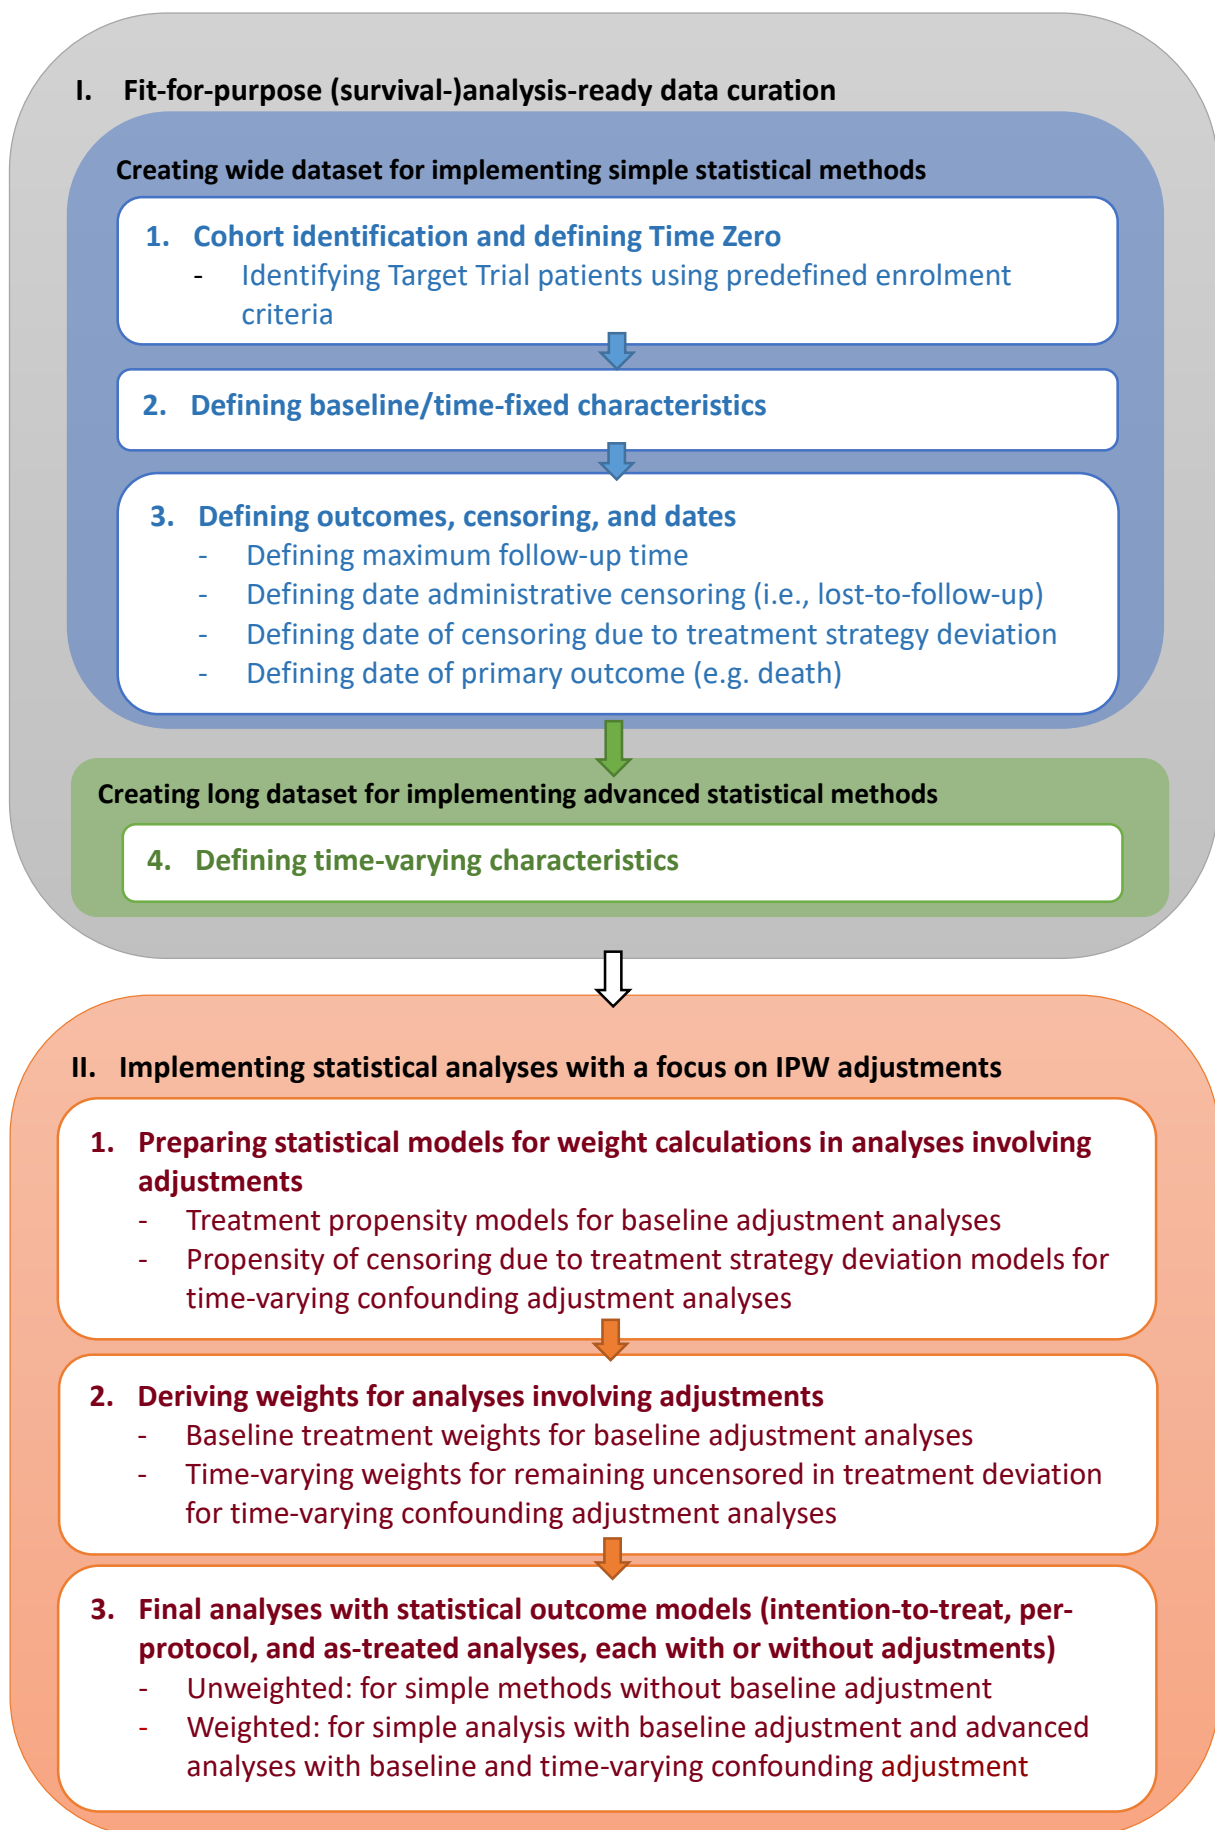 I. Fit-for-purpose (survival-)analysis-ready data curation
Creating wide dataset for implementing simple statistical methods
1. Cohort identification and defining Time Zero
- Identifying Target Trial patients using predefined enrolment
criteria
2. Defining baseline/time-fixed characteristics
3. Defining outcomes, censoring, and dates
- Defining maximum follow-up time
- Defining date administrative censoring (i.e., lost-to-follow-up)
- Defining date of censoring due to treatment strategy deviation
- Defining date of primary outcome (e.g. death)
Creating long dataset for implementing advanced statistical methods
4. Defining time-varying characteristics
II. Implementing statistical analyses with a focus on IPW adjustments
1. Preparing statistical models for weight calculations in analyses involving
adjustments
- Treatment propensity models for baseline adjustment analyses
- Propensity of censoring due to treatment strategy deviation models for
time-varying confounding adjustment analyses
2. Deriving weights for analyses involving adjustments
- Baseline treatment weights for baseline adjustment analyses
- Time-varying weights for remaining uncensored in treatment deviation
for time-varying confounding adjustment analyses
3. Final analyses with statistical outcome models (intention-to-treat, per-
protocol, and as-treated analyses, each with or without adjustments)
- Unweighted: for simple methods without baseline adjustment
- Weighted: for simple analysis with baseline adjustment and advanced
analyses with baseline and time-varying confounding adjustment